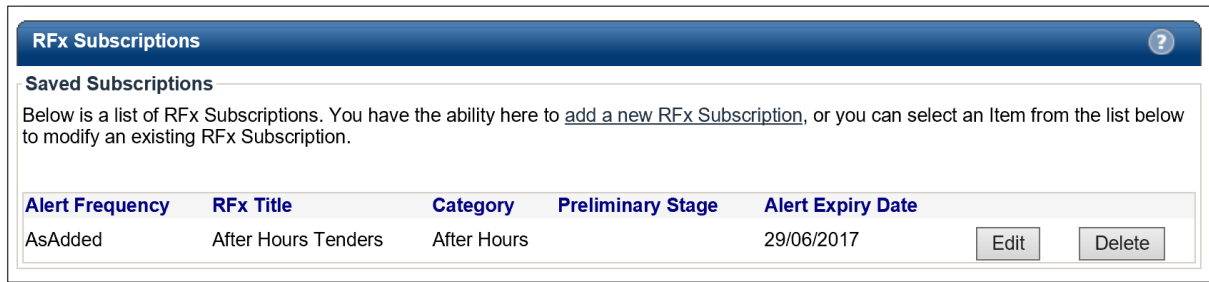 RFx Subscriptions ?
Saved Subscriptions
Below is a list of RFx Subscriptions. You have the ability here to add a new RFx Subscription, or you can select an Item from the list below
to modify an existing RFx Subscription.
Alert Frequency RFx Title Category Preliminary Stage Alert Expiry Date
AsAdded After Hours Tenders After Hours 29/06/2017 Edit Delete